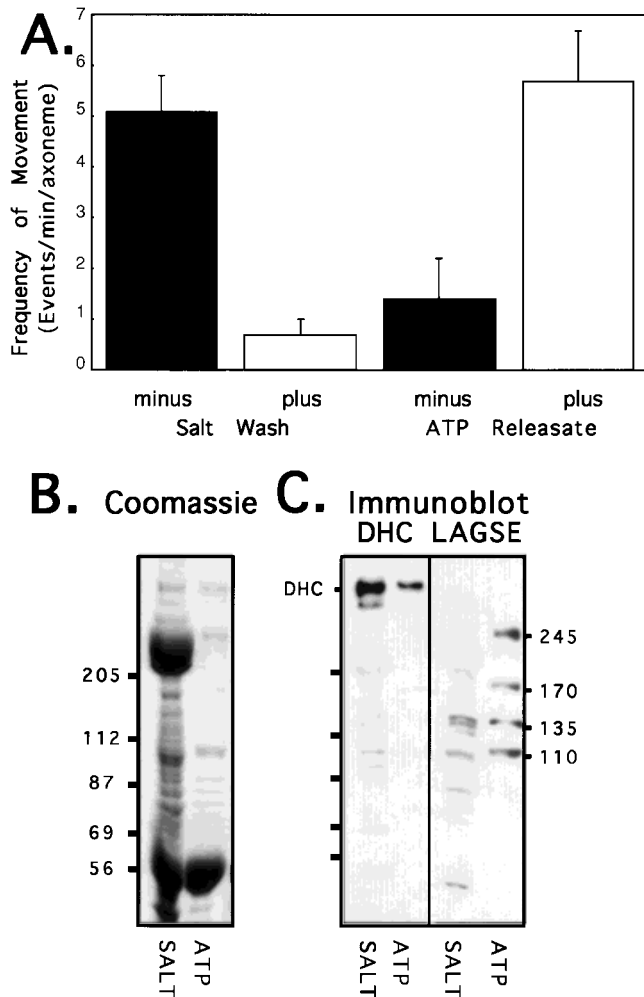 A.
Frequency of Movement
(Events/min/axoneme)
7
6
5
4
3
2
1
0
minus plus minus plus
Salt Wash ATP Releasate
B. Coomassie
205
112
87
69
56
SALT ATP
C. Immunoblot
DHC LAGSE
DHC
245
170
135
110
SALT ATP SALT ATP